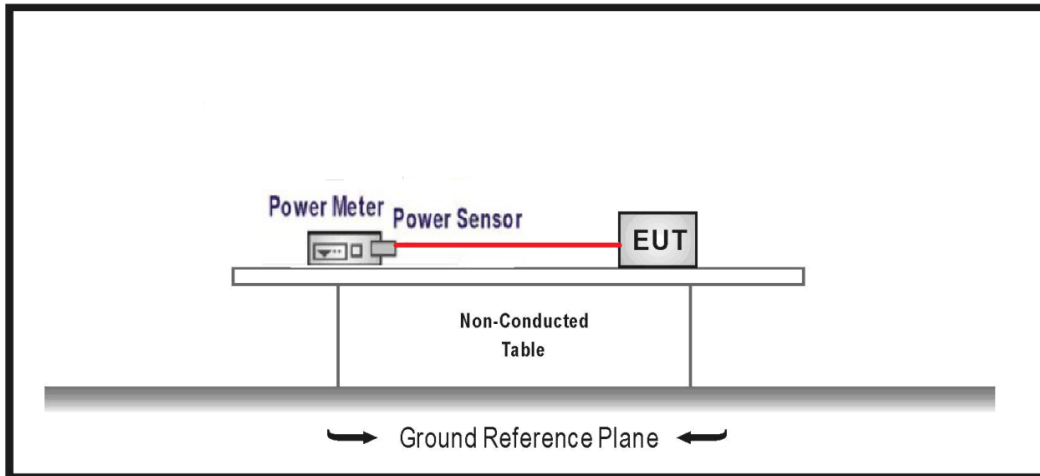 Power Meter
Power Sensor
EUT
Non-Conducted
Table
Ground Reference Plane